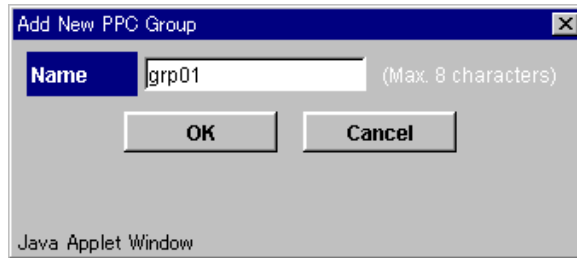 Add New PPC Group
Name grp01 (Max. 8 characters)
OK Cancel
Java Applet Window